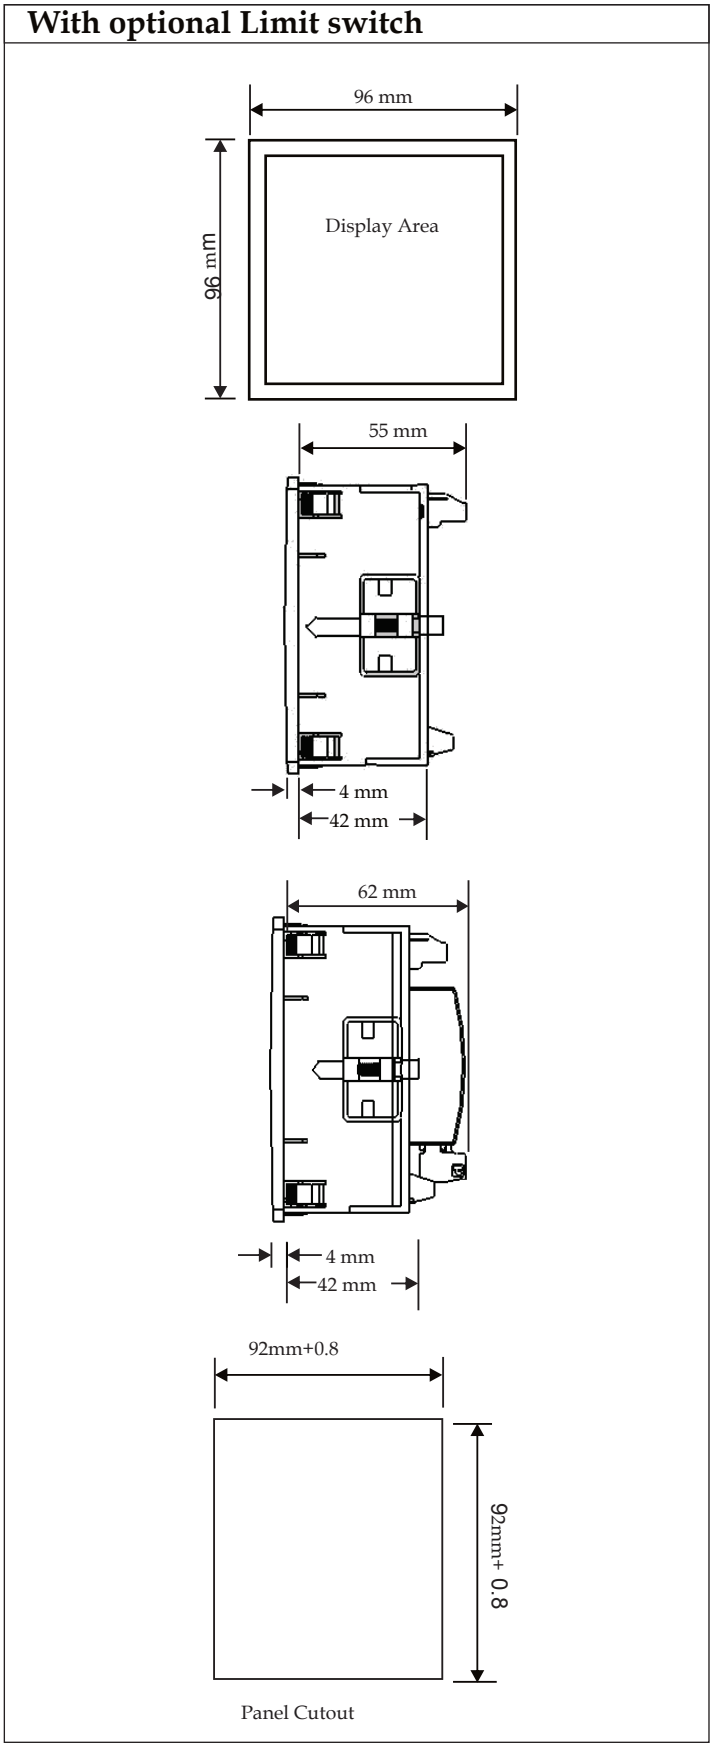 With optional Limit switch
96 mm
Display Area
96 mm
55 mm
4 mm
42 mm
62 mm
4 mm
42 mm
92mm+0.8
92mm+ 0.8
Panel Cutout